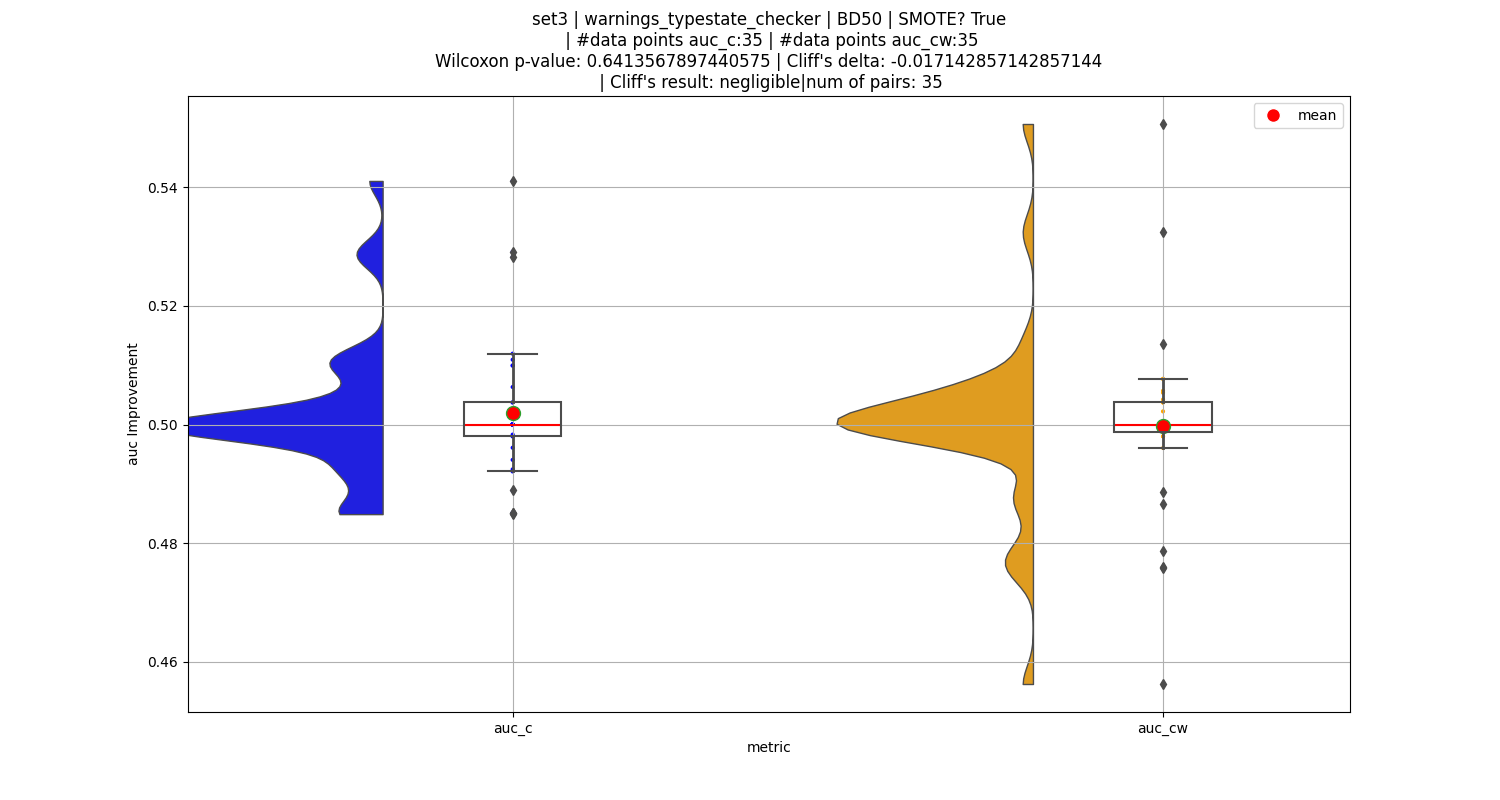 set3 | warnings_typestate_checker | BD50 | SMOTE? True
| #data points auc_c:35 | #data points auc_cw:35
Wilcoxon p-value: 0.6413567897440575 | Cliff's delta: -0.017142857142857144
| Cliff's result: negligible|num of pairs: 35
mean
0.54
0.52
0.50
0.48
0.46
auc Improvement
auc_c
auc_cw
metric